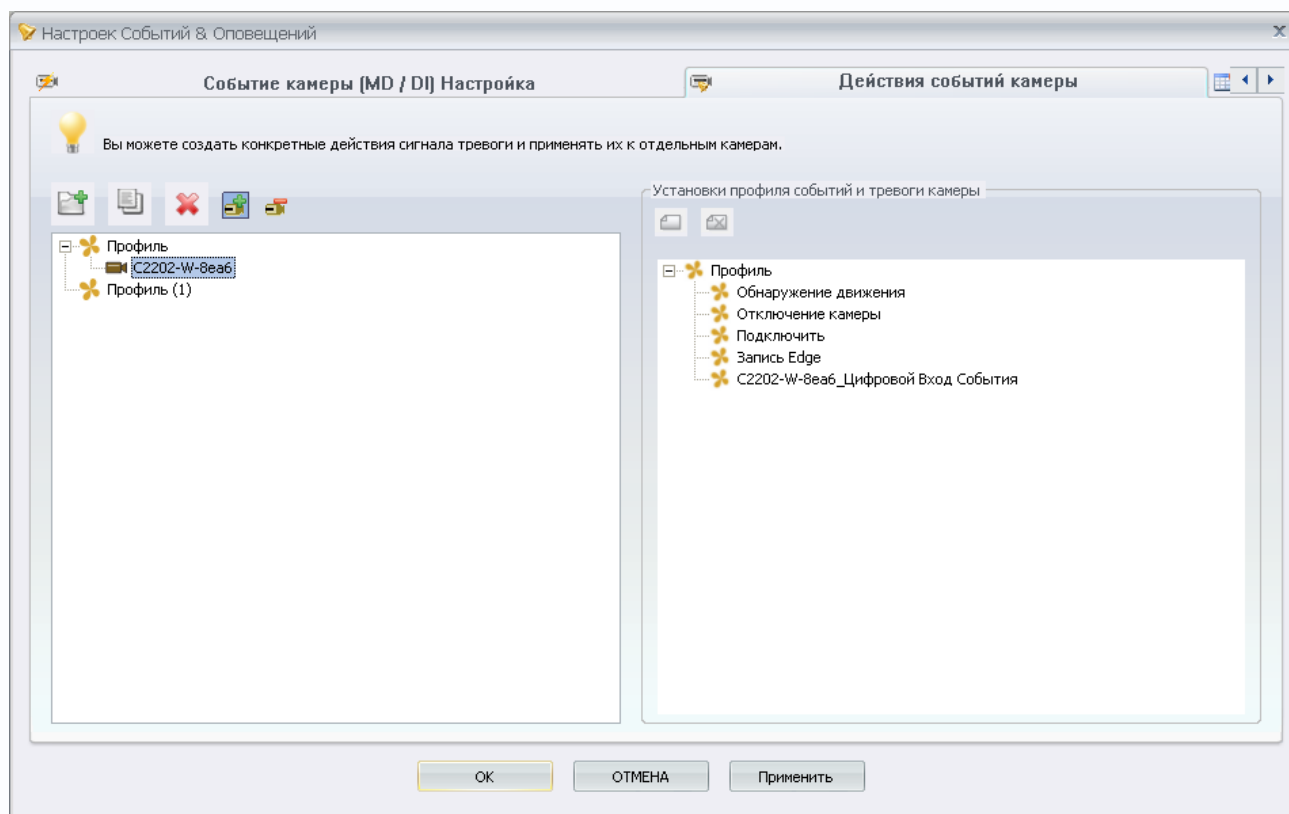 Настроек Событий & Оповещений
Событие камеры (MD / DI) Настройка
Действия событий камеры
Вы можете создать конкретные действия сигнала тревоги и применять их к отдельным камерам.
Профиль
C2202-W-8ea6
Профиль (1)
Установки профиля событий и тревоги камеры
Профиль
Обнаружение движения
Отключение камеры
Подключить
Запись Edge
C2202-W-8ea6_Цифровой Вход События
OK
ОТМЕНА
Применить